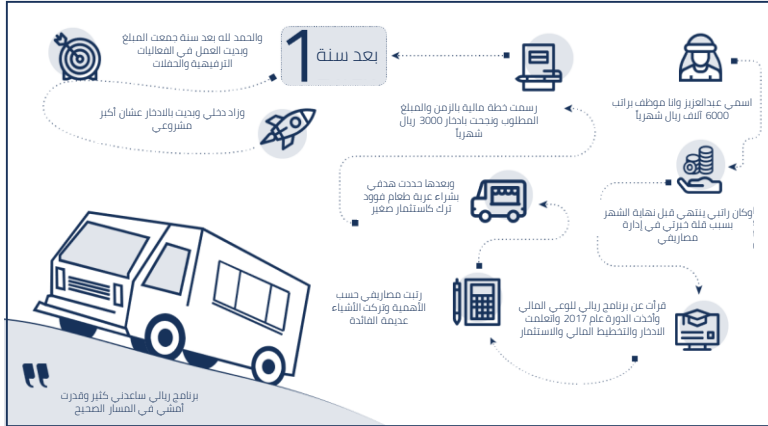 اسمي عبدالعزيز وانا موظف براتب
6000 آلاف ريال شهرياً
وكان راتبي ينتهي قبل نهاية الشهر
بسبب قلة خبرتي في إدارة
مصاريفي
قرأت عن برنامج ريالي للوعي المالي
وأخذت الدورة عام 2017 واتعلمت
الادخار والتخطيط المالي والاستثمار
رتبت مصاريفي حسب
الأهمية وتركت الأشياء
عديمة الفائدة
وبعدها حددت هدفي
بشراء عربة طعام فوود
ترك كاستثمار صغير
رسمت خطة مالية بالزمن والمبلغ
المطلوب ونجحت بادخار 3000 ريال
شهرياً
بعد سنة 1
والحمد لله بعد سنة جمعت المبلغ
وبديت العمل في الفعاليات
الترفيهية والحفلات
وزاد دخلي وبديت بالادخار عشان أكبر
مشروعي
برنامج ريالي ساعدني كثير وقدرت
أمشي في المسار الصحيح